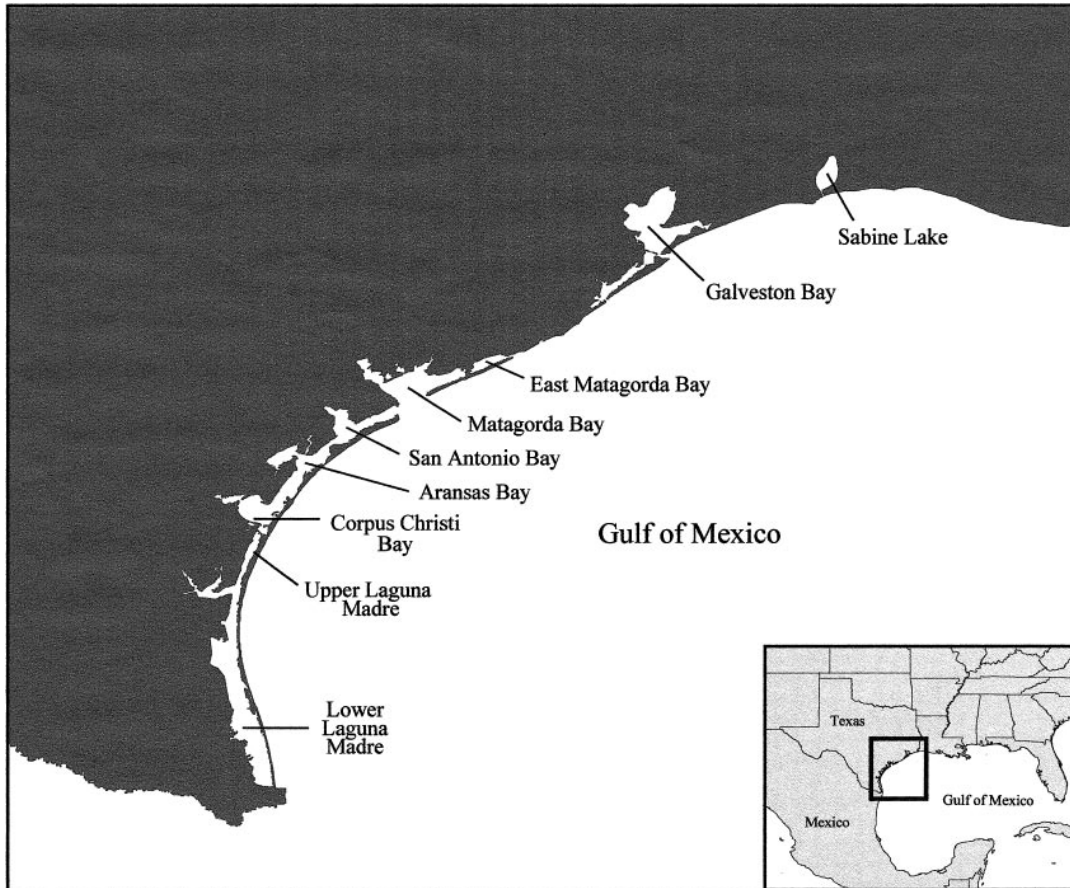 Sabine Lake
Galveston Bay
East Matagorda Bay
Matagorda Bay
San Antonio Bay
Aransas Bay
Corpus Christi
Bay
Gulf of Mexico
Upper Laguna
Madre
Lower
Laguna
Madre
Texas
Gulf of Mexico
Mexico